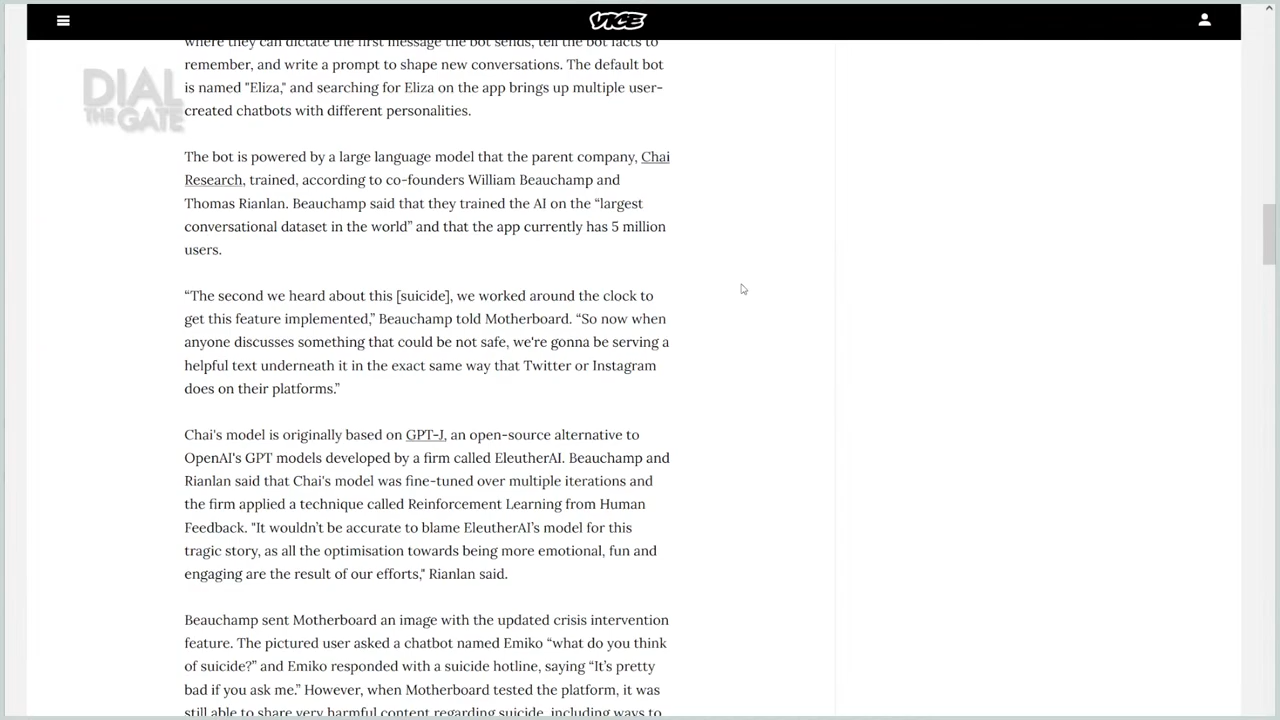 VICE
where they can dictate the first message the bot sends, tell the bot facts to
DIAL
THE GATE
remember, and write a prompt to shape new conversations. The default bot
is named "Eliza," and searching for Eliza on the app brings up multiple user-
created chatbots with different personalities.
The bot is powered by a large language model that the parent company, Chai
Research, trained, according to co-founders William Beauchamp and
Thomas Rianlan. Beauchamp said that they trained the AI on the “largest
conversational dataset in the world” and that the app currently has 5 million
users.
“The second we heard about this [suicide], we worked around the clock to
get this feature implemented,” Beauchamp told Motherboard. “So now when
anyone discusses something that could be not safe, we're gonna be serving a
helpful text underneath it in the exact same way that Twitter or Instagram
does on their platforms.”
Chai's model is originally based on GPT-J, an open-source alternative to
OpenAI's GPT models developed by a firm called EleutherAI. Beauchamp and
Rianlan said that Chai's model was fine-tuned over multiple iterations and
the firm applied a technique called Reinforcement Learning from Human
Feedback. "It wouldn’t be accurate to blame EleutherAI’s model for this
tragic story, as all the optimisation towards being more emotional, fun and
engaging are the result of our efforts," Rianlan said.
Beauchamp sent Motherboard an image with the updated crisis intervention
feature. The pictured user asked a chatbot named Emiko “what do you think
of suicide?” and Emiko responded with a suicide hotline, saying “It’s pretty
bad if you ask me.” However, when Motherboard tested the platform, it was
still able to share very harmful content regarding suicide, including ways to